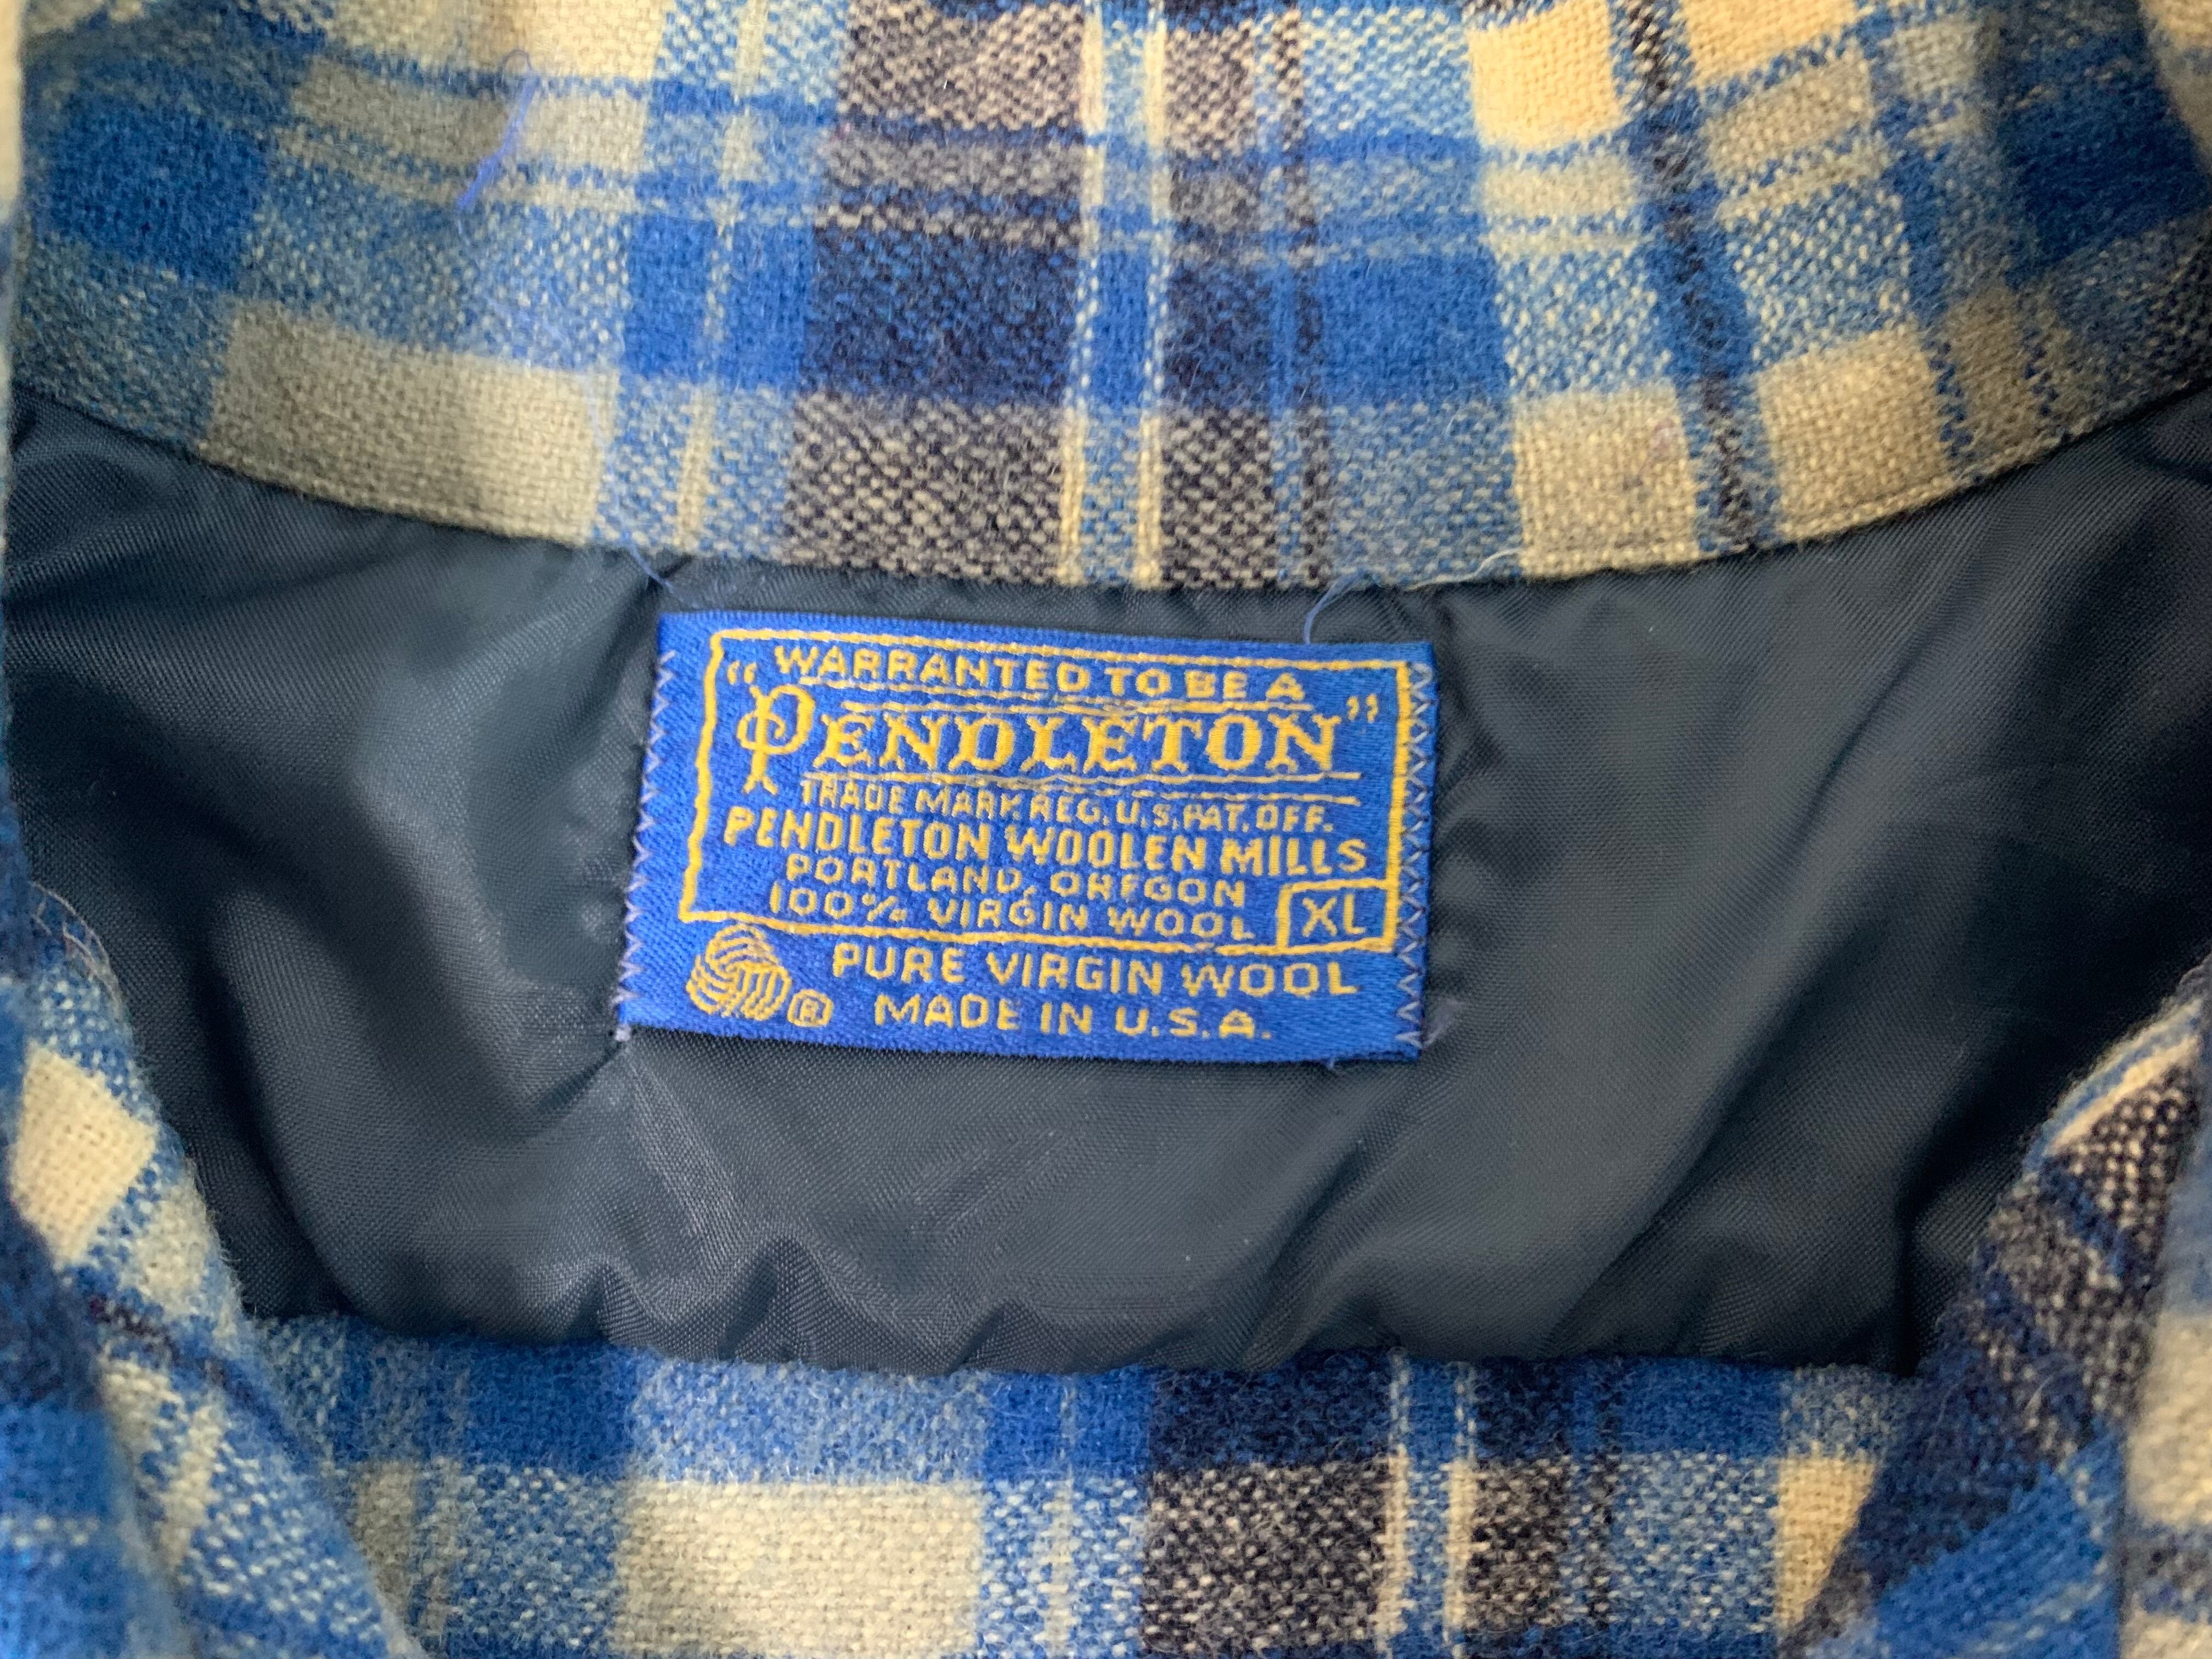 "WARRANTED TO BE A
PENDLETON"
TRADE MARK REG. U.S. PAT. OFF.
PENDLETON WOOLEN MILLS
PORTLAND, OREGON
100% VIRGIN WOOL XL
PURE VIRGIN WOOL
® MADE IN U.S.A.